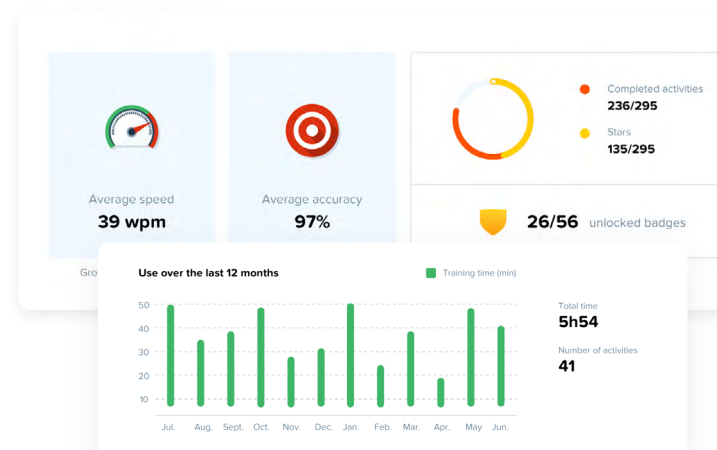 Completed activities
236/295
Stars
135/295
Average speed
39 wpm
Average accuracy
97%
26/56 unlocked badges
Gro
Use over the last 12 months
Training time (min)
50
40
30
20
10
Jul. Aug. Sept. Oct. Nov. Dec. Jan. Feb. Mar. Apr. May Jun.
Total time
5h54
Number of activities
41